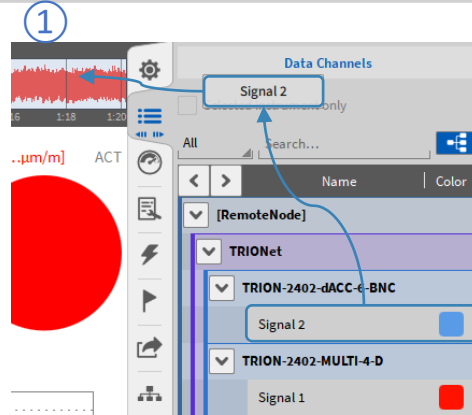 1
Data Channels
Signal 2
Selected instrument only
16 1:18 1:20
All Search...
..µm/m] ACT
Name Color
[RemoteNode]
TRIONet
TRION-2402-dACC-6-BNC
Signal 2
TRION-2402-MULTI-4-D
Signal 1